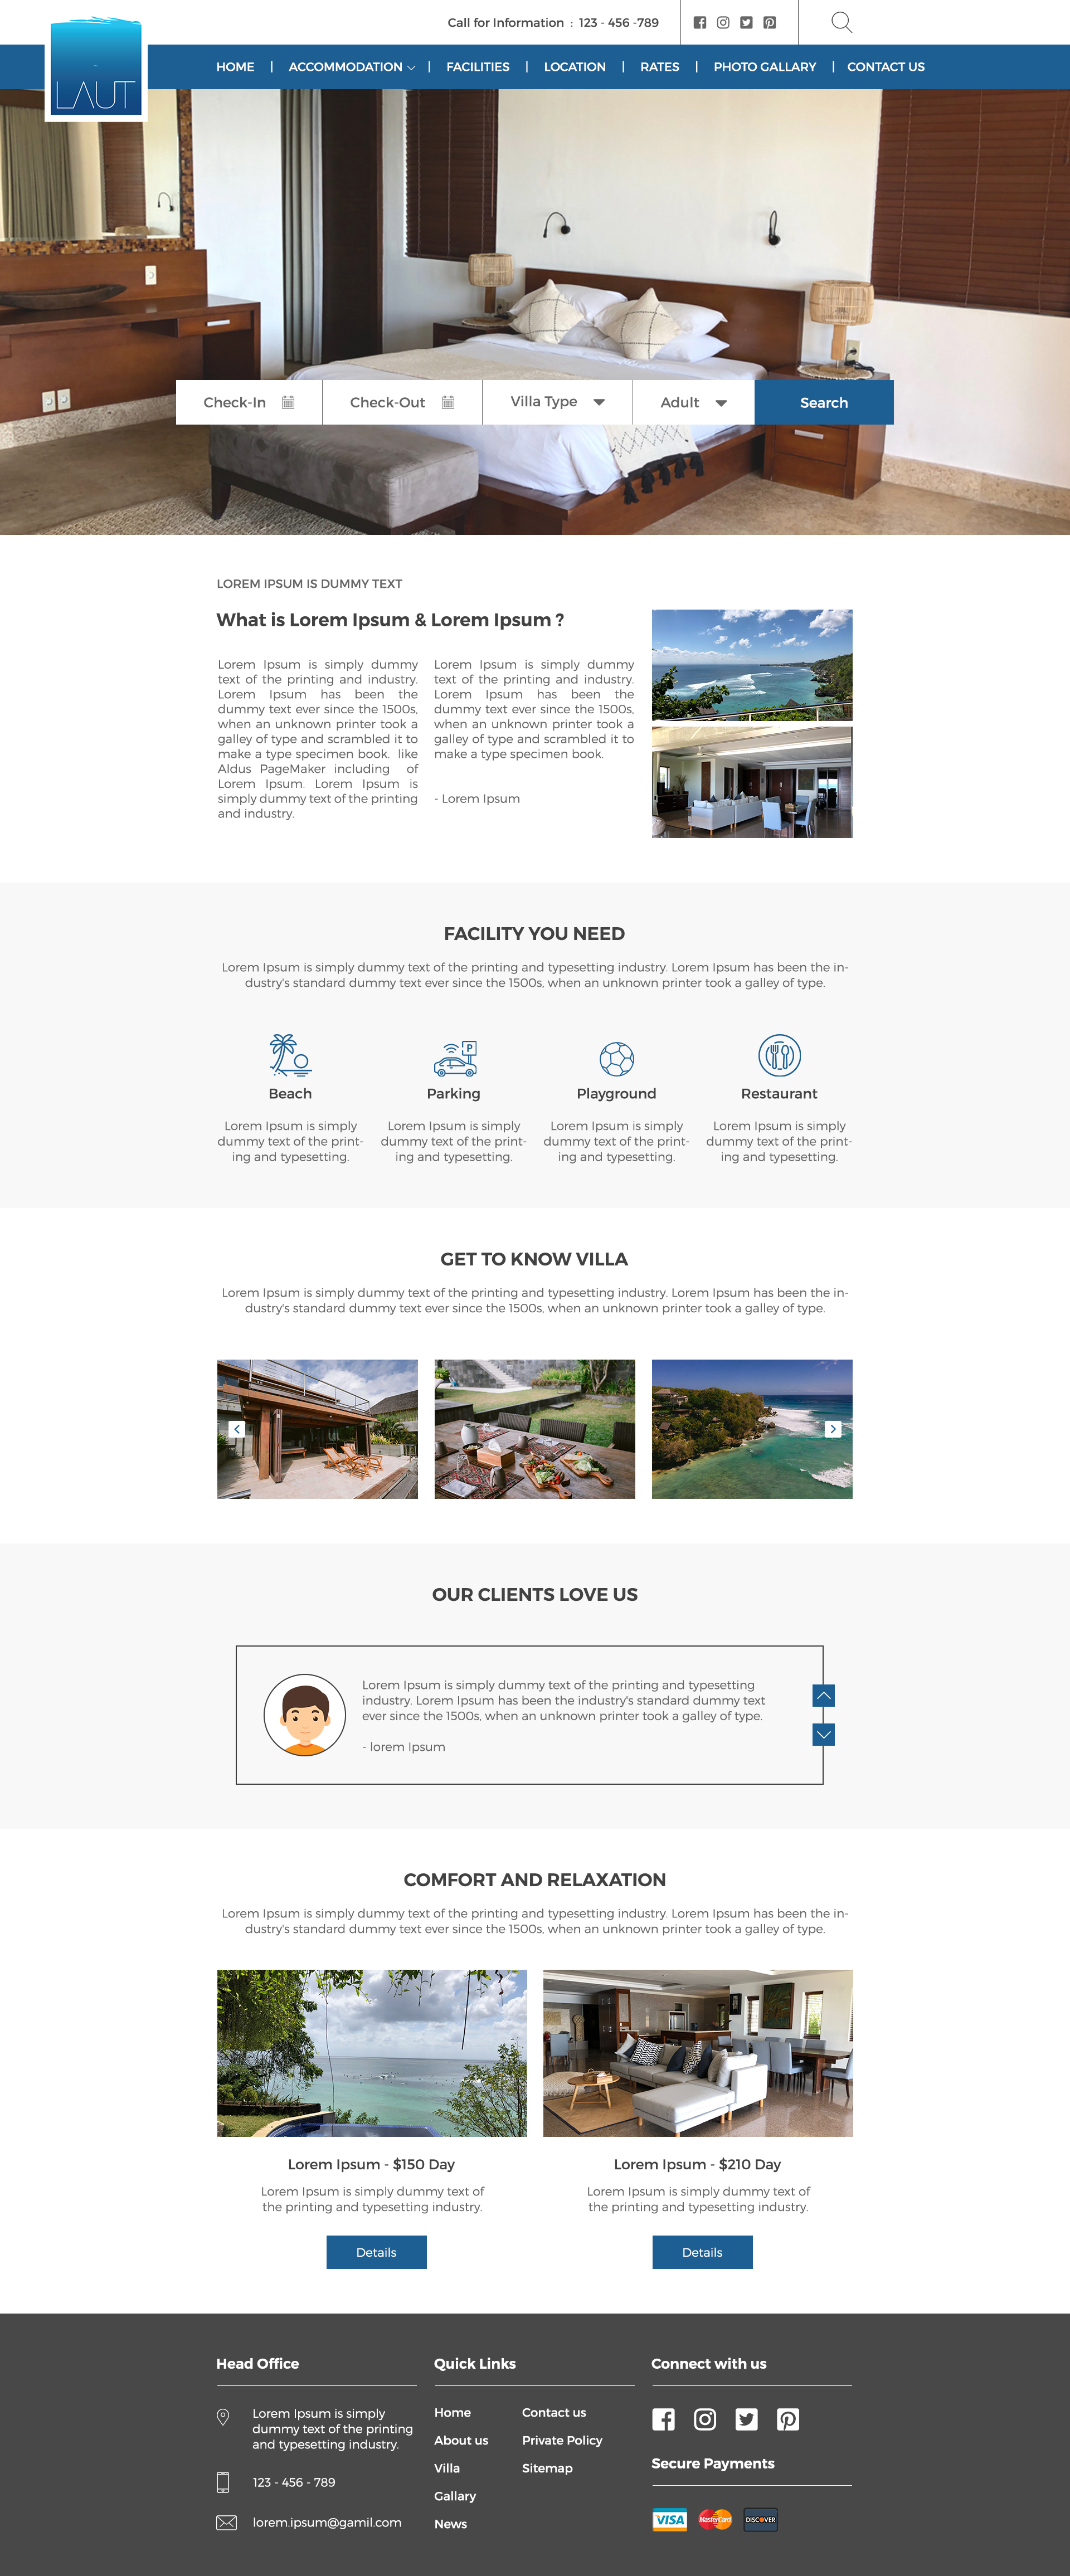 Call for Information : 123 - 456 -789
LAUT
HOME | ACCOMMODATION | FACILITIES | LOCATION | RATES | PHOTO GALLARY | CONTACT US
Check-In
Check-Out
Villa Type
Adult
Search
LOREM IPSUM IS DUMMY TEXT
What is Lorem Ipsum & Lorem Ipsum ?
Lorem Ipsum is simply dummy
text of the printing and industry.
Lorem Ipsum has been the
dummy text ever since the 1500s,
when an unknown printer took a
galley of type and scrambled it to
make a type specimen book. like
Aldus PageMaker including of
Lorem Ipsum. Lorem Ipsum is
simply dummy text of the printing
and industry.
Lorem Ipsum is simply dummy
text of the printing and industry.
Lorem Ipsum has been the
dummy text ever since the 1500s,
when an unknown printer took a
galley of type and scrambled it to
make a type specimen book.
- Lorem Ipsum
FACILITY YOU NEED
Lorem Ipsum is simply dummy text of the printing and typesetting industry. Lorem Ipsum has been the in-
dustry's standard dummy text ever since the 1500s, when an unknown printer took a galley of type.
P
Beach
Lorem Ipsum is simply
dummy text of the print-
ing and typesetting.
Parking
Lorem Ipsum is simply
dummy text of the print-
ing and typesetting.
Playground
Lorem Ipsum is simply
dummy text of the print-
ing and typesetting.
Restaurant
Lorem Ipsum is simply
dummy text of the print-
ing and typesetting.
GET TO KNOW VILLA
Lorem Ipsum is simply dummy text of the printing and typesetting industry. Lorem Ipsum has been the in-
dustry's standard dummy text ever since the 1500s, when an unknown printer took a galley of type.
OUR CLIENTS LOVE US
Lorem Ipsum is simply dummy text of the printing and typesetting
industry. Lorem Ipsum has been the industry's standard dummy text
ever since the 1500s, when an unknown printer took a galley of type.
- lorem Ipsum
COMFORT AND RELAXATION
Lorem Ipsum is simply dummy text of the printing and typesetting industry. Lorem Ipsum has been the in-
dustry's standard dummy text ever since the 1500s, when an unknown printer took a galley of type.
Lorem Ipsum - $150 Day
Lorem Ipsum is simply dummy text of
the printing and typesetting industry.
Details
Lorem Ipsum - $210 Day
Lorem Ipsum is simply dummy text of
the printing and typesetting industry.
Details
Head Office
Lorem Ipsum is simply
dummy text of the printing
and typesetting industry.
123 - 456 - 789
lorem.ipsum@gamil.com
Quick Links
Home
About us
Villa
Gallary
News
Contact us
Private Policy
Sitemap
Connect with us
Secure Payments
VISA
MasterCard
DISCOVER